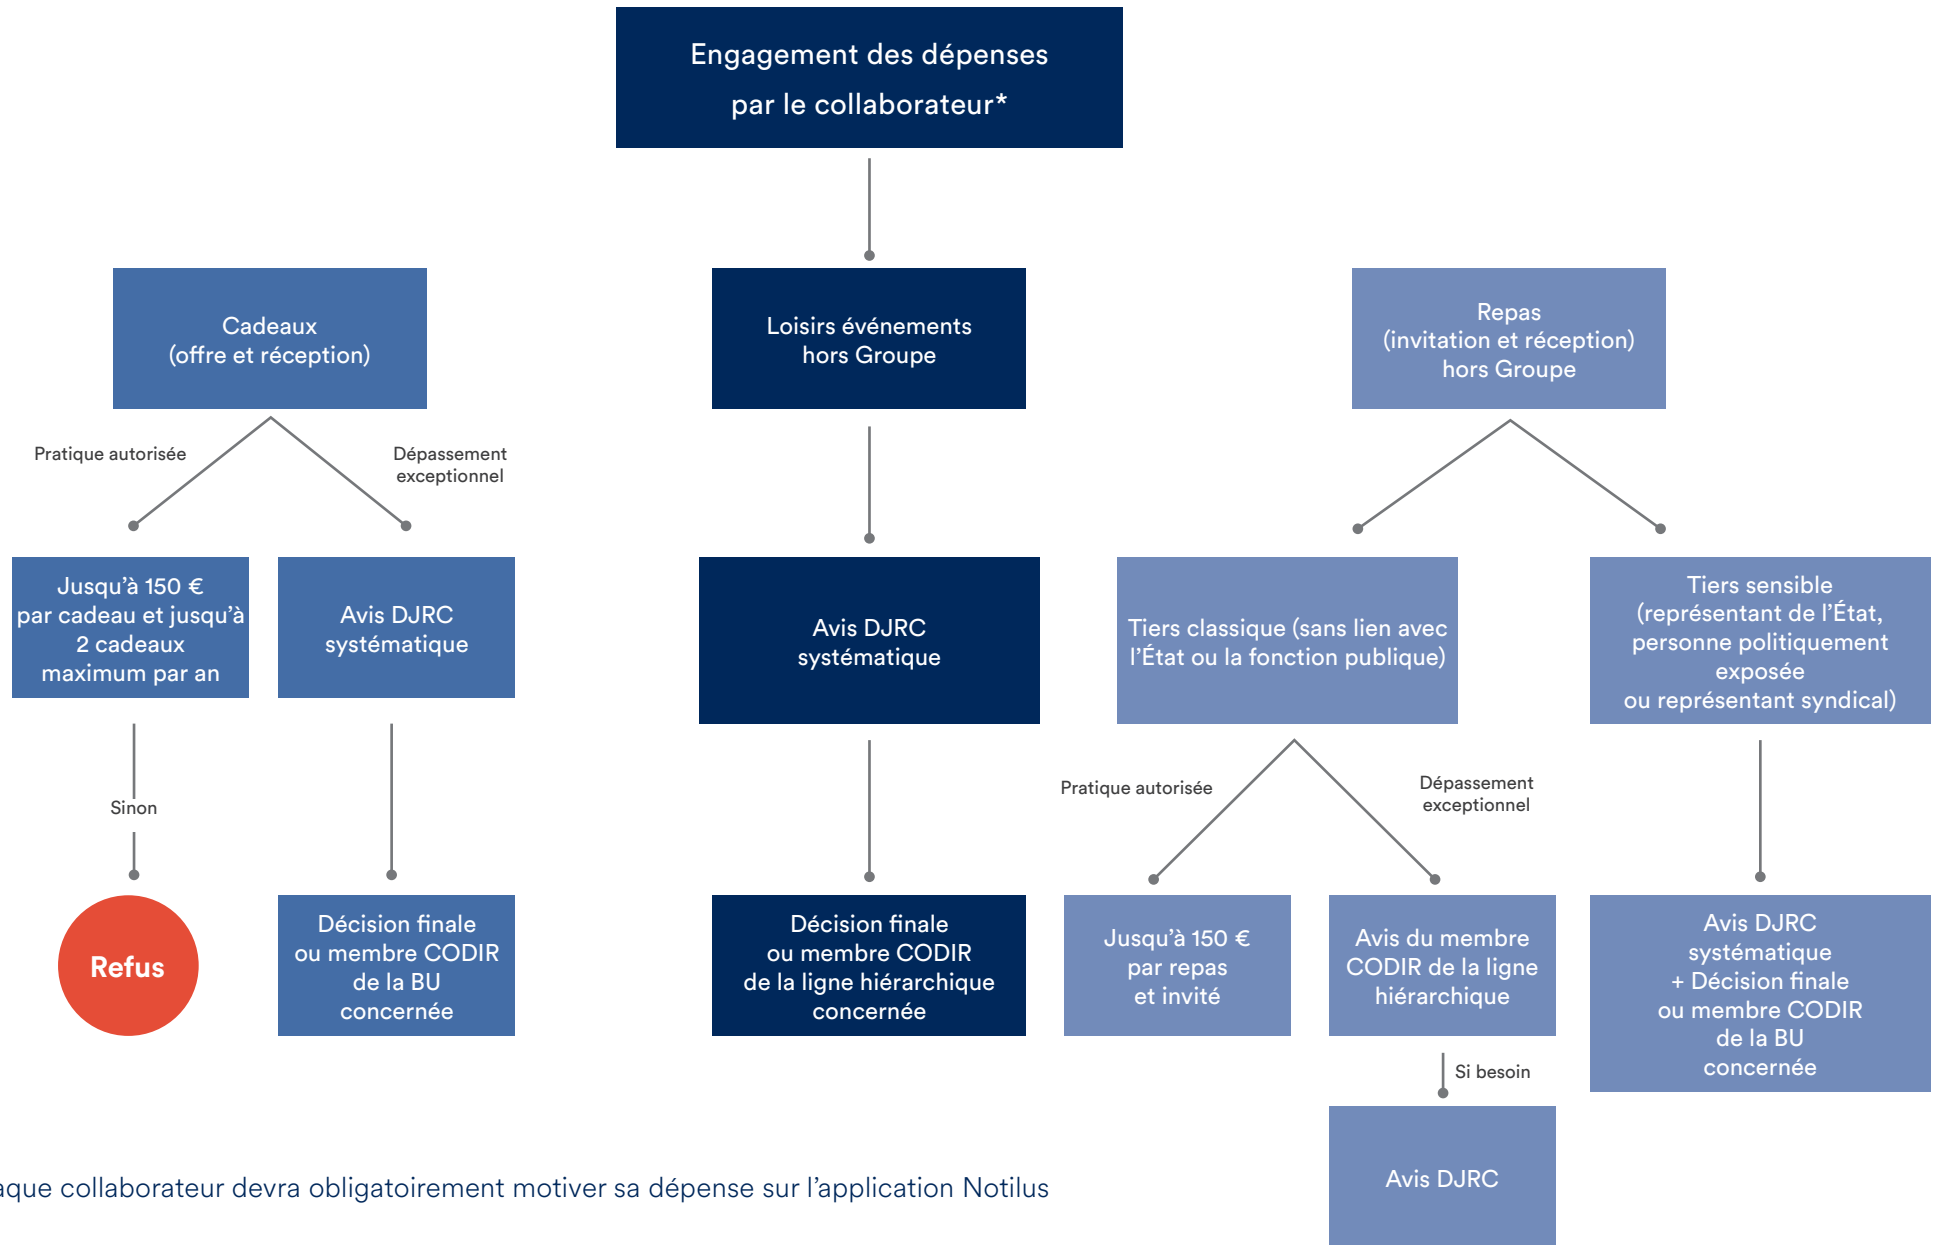 Engagement des dépenses
par le collaborateur*
Cadeaux
(offre et réception)
Loisirs événements
hors Groupe
Repas
(invitation et réception)
hors Groupe
Pratique autorisée
Dépassement
exceptionnel
Jusqu’à 150 €
par cadeau et jusqu’à
2 cadeaux
maximum par an
Avis DJRC
systématique
Avis DJRC
systématique
Tiers classique (sans lien avec
l’État ou la fonction publique)
Tiers sensible
(représentant de l’État,
personne politiquement
exposée
ou représentant syndical)
Sinon
Pratique autorisée
Dépassement
exceptionnel
Refus
Décision finale
ou membre CODIR
de la BU
concernée
Décision finale
ou membre CODIR
de la ligne hiérarchique
concernée
Jusqu’à 150 €
par repas
et invité
Avis du membre
CODIR de la ligne
hiérarchique
Avis DJRC
systématique
+ Décision finale
ou membre CODIR
de la BU
concernée
Si besoin
Avis DJRC
collaborateur devra obligatoirement motiver sa dépense sur l’application Notilus